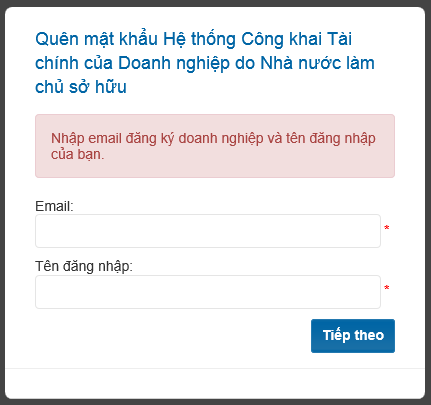 Quên mật khẩu Hệ thống Công khai Tài
chính của Doanh nghiệp do Nhà nước làm
chủ sở hữu
Nhập email đăng ký doanh nghiệp và tên đăng nhập
của bạn.
Email:
*
Tên đăng nhập:
*
Tiếp theo